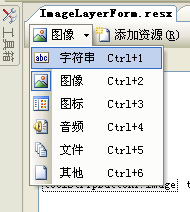 ImageLayerForm.resx
工具箱
图像 添加资源(R)
abc 字符串 Ctrl+1
图像 Ctrl+2
图标 Ctrl+3
音频 Ctrl+4
文件 Ctrl+5
其他 Ctrl+6